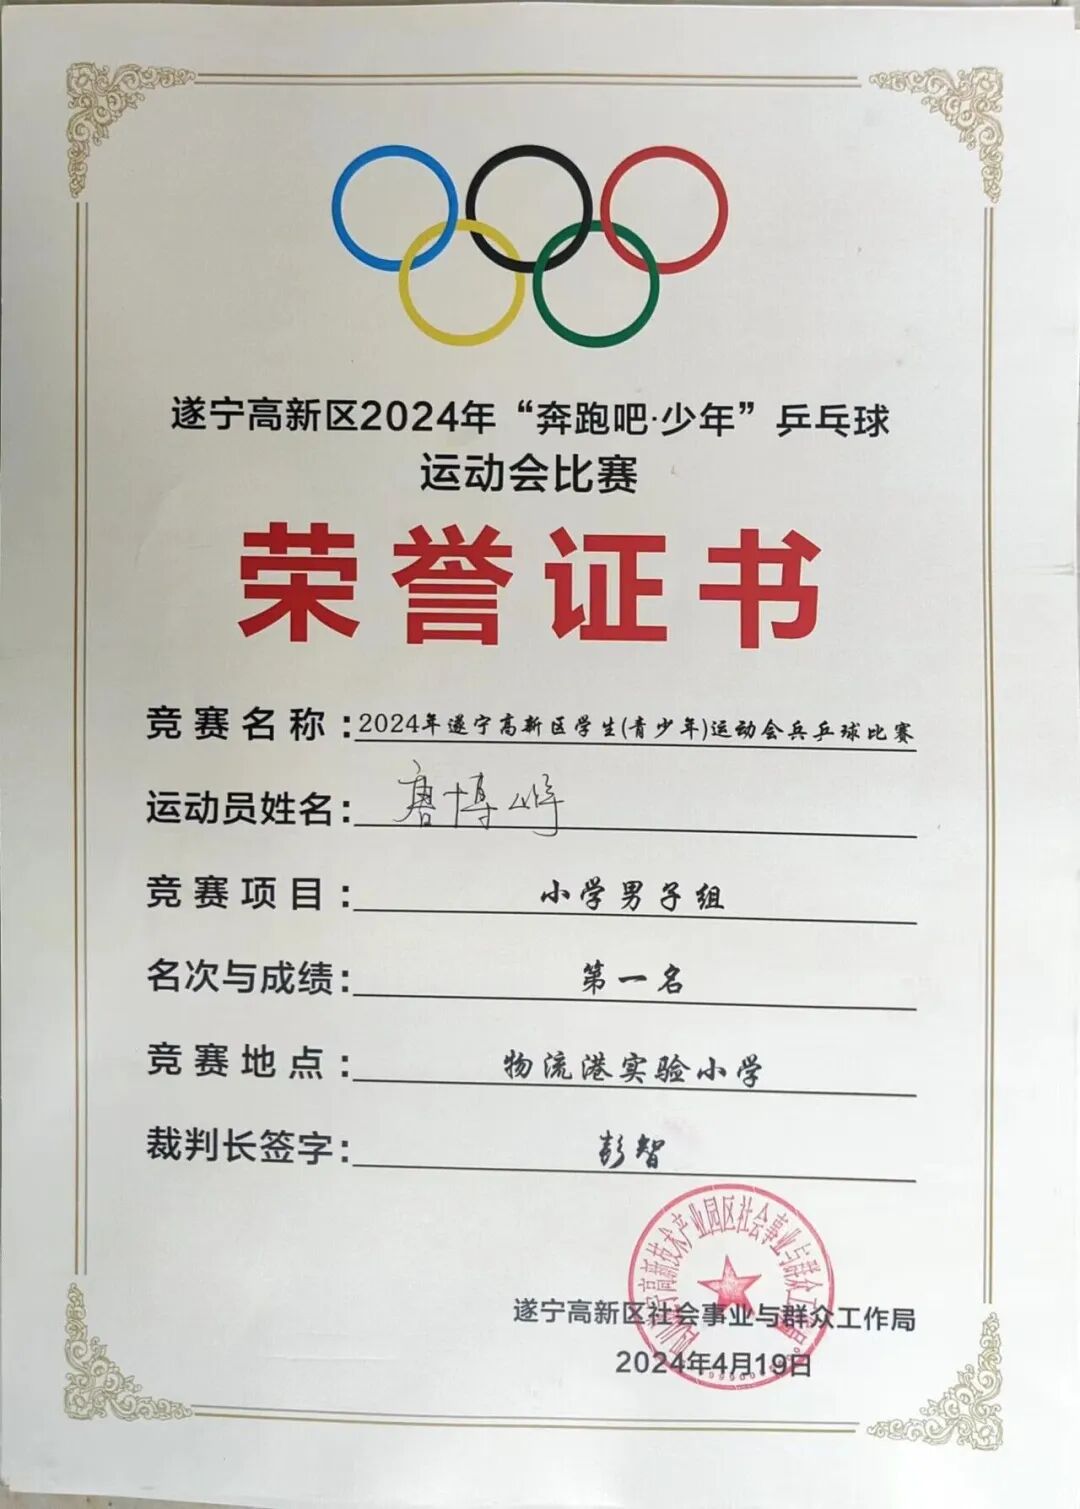 遂宁高新区2024年“奔跑吧·少年”乒乓球
运动会比赛
荣誉证书
竞赛名称：2024年遂宁高新区学生(青少年)运动会兵乒球比赛
运动员姓名：唐博峰
竞赛项目：小学男子组
名次与成绩：第一名
竞赛地点：物流港实验小学
裁判长签字：彭智
遂宁高新区社会事业与群众工作局
2024年4月19日